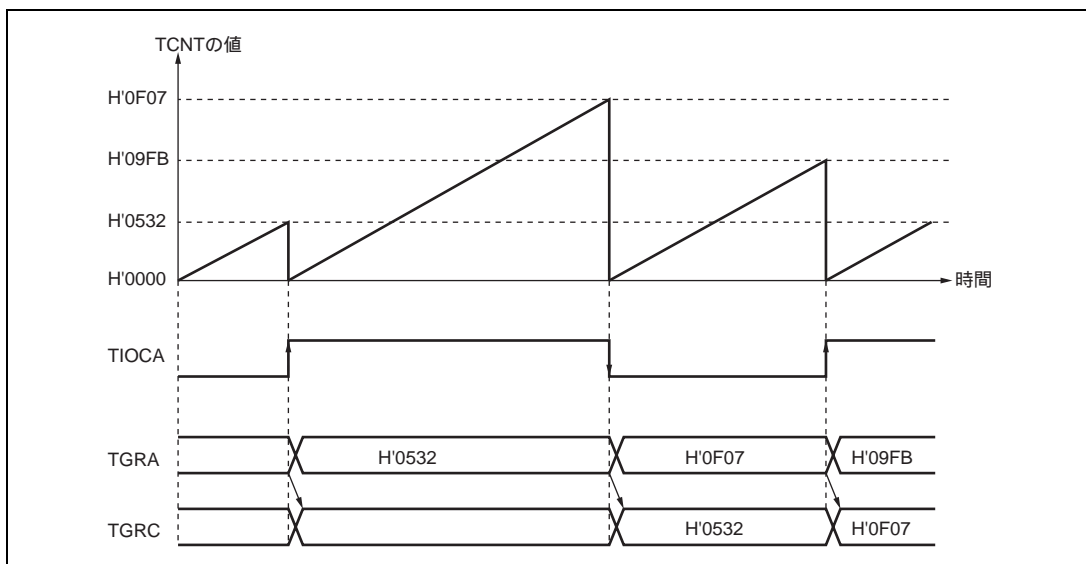 TCNTの値
H'0F07
H'09FB
H'0532
H'0000
時間
TIOCA
TGRA
H'0532
H'0F07
H'09FB
TGRC
H'0532
H'0F07